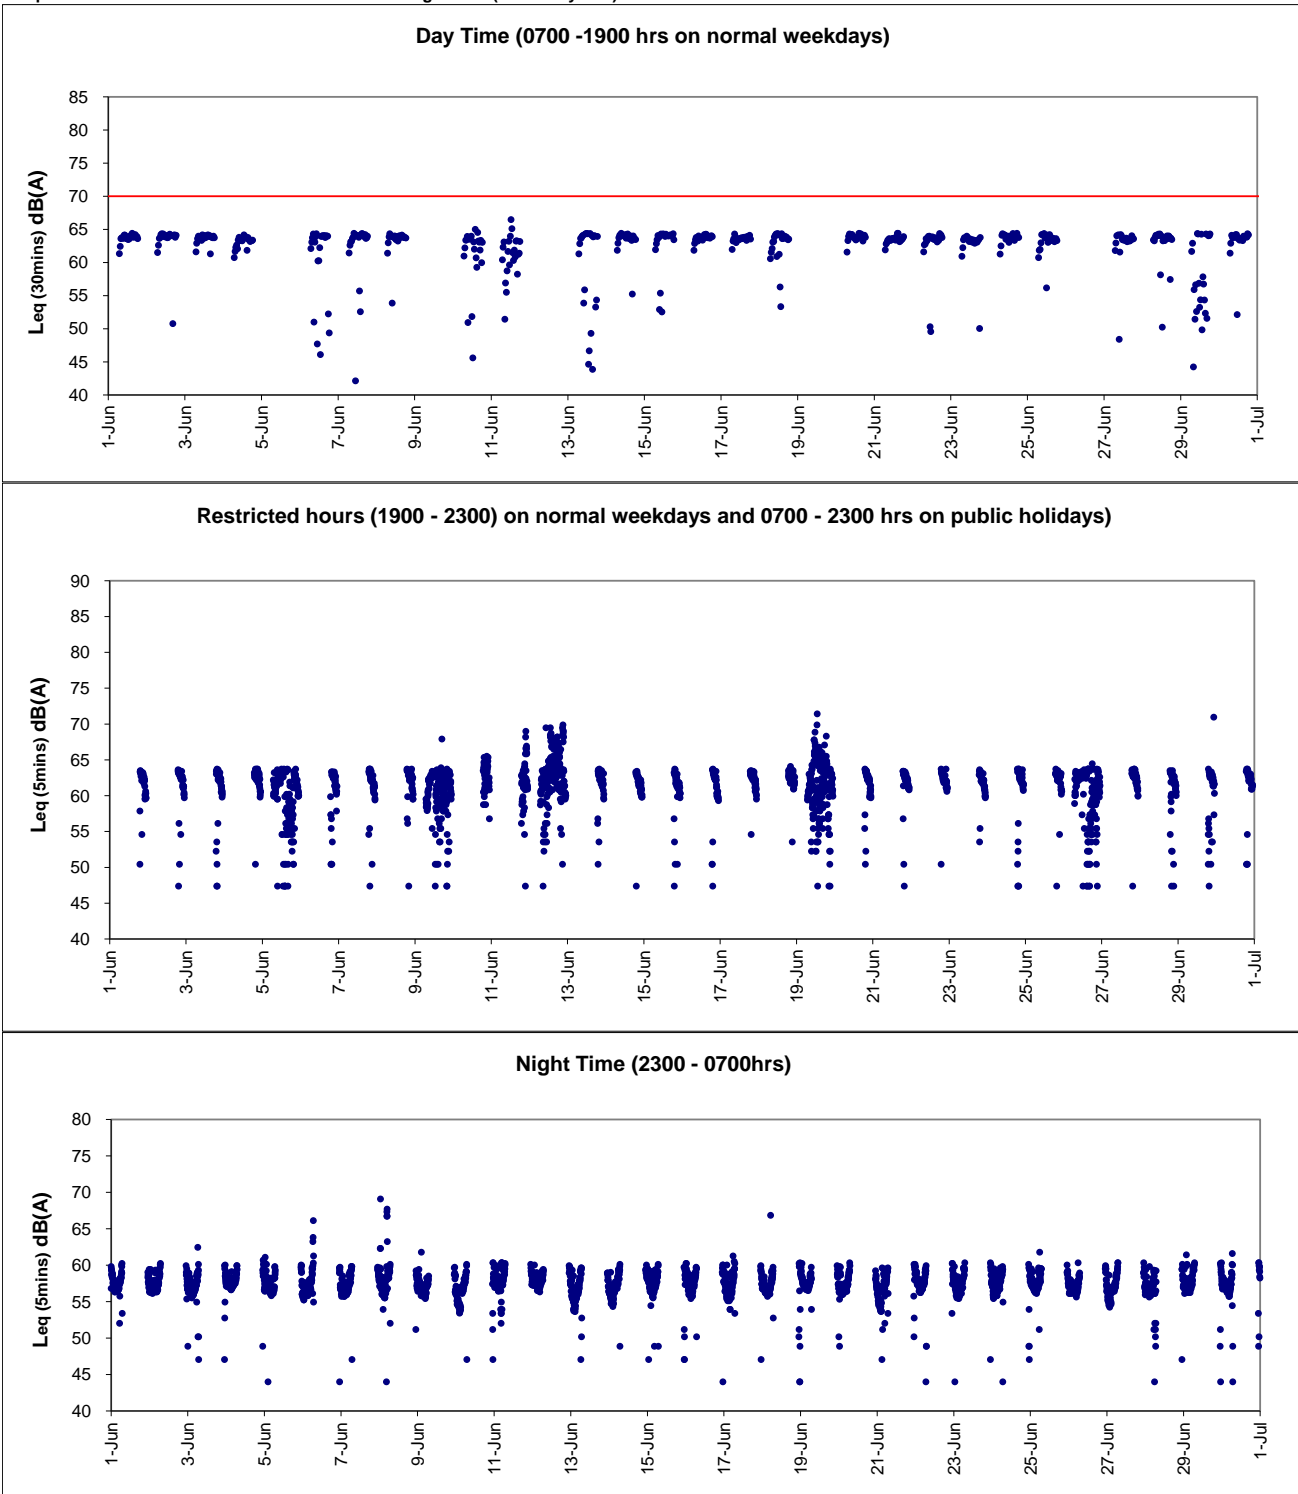 Day Time (0700 -1900 hrs on normal weekdays)
85
80
75
70
65
60
55
50
45
40
Leq (30mins) dB(A)
1-Jun
3-Jun
5-Jun
7-Jun
9-Jun
11-Jun
13-Jun
15-Jun
17-Jun
19-Jun
21-Jun
23-Jun
25-Jun
27-Jun
29-Jun
1-Jul
Restricted hours (1900 - 2300) on normal weekdays and 0700 - 2300 hrs on public holidays)
90
85
80
75
70
65
60
55
50
45
40
Leq (5mins) dB(A)
1-Jun
3-Jun
5-Jun
7-Jun
9-Jun
11-Jun
13-Jun
15-Jun
17-Jun
19-Jun
21-Jun
23-Jun
25-Jun
27-Jun
29-Jun
1-Jul
Night Time (2300 - 0700hrs)
80
75
70
65
60
55
50
45
40
Leq (5mins) dB(A)
1-Jun
3-Jun
5-Jun
7-Jun
9-Jun
11-Jun
13-Jun
15-Jun
17-Jun
19-Jun
21-Jun
23-Jun
25-Jun
27-Jun
29-Jun
1-Jul